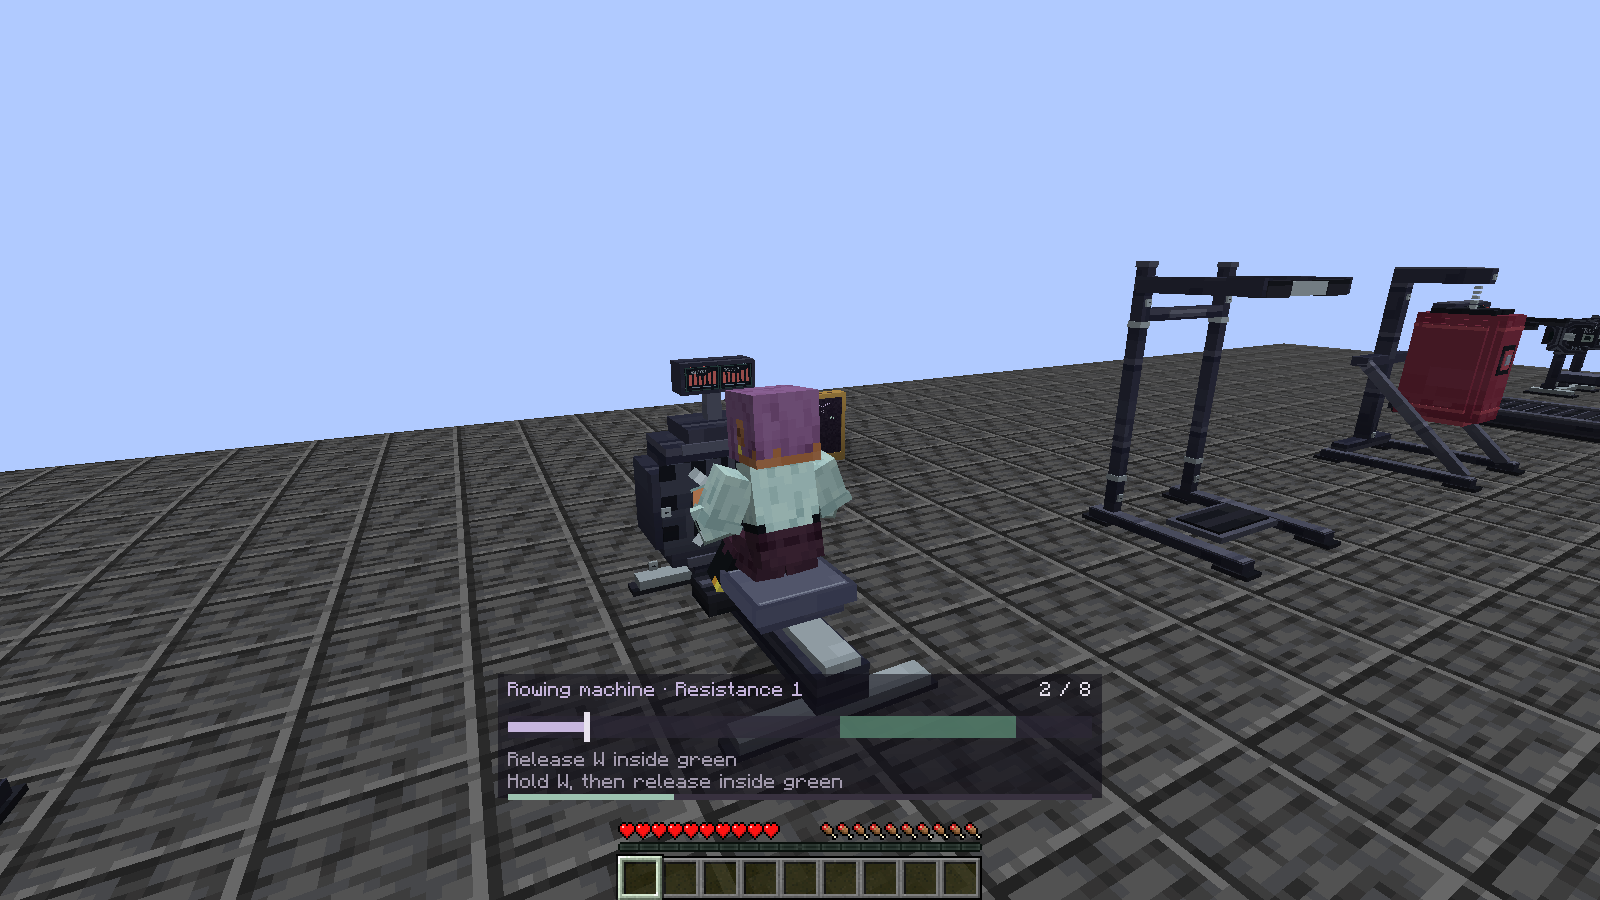 Rowing machine · Resistance 1
2 / 8
Release W inside green
Hold W, then release inside green